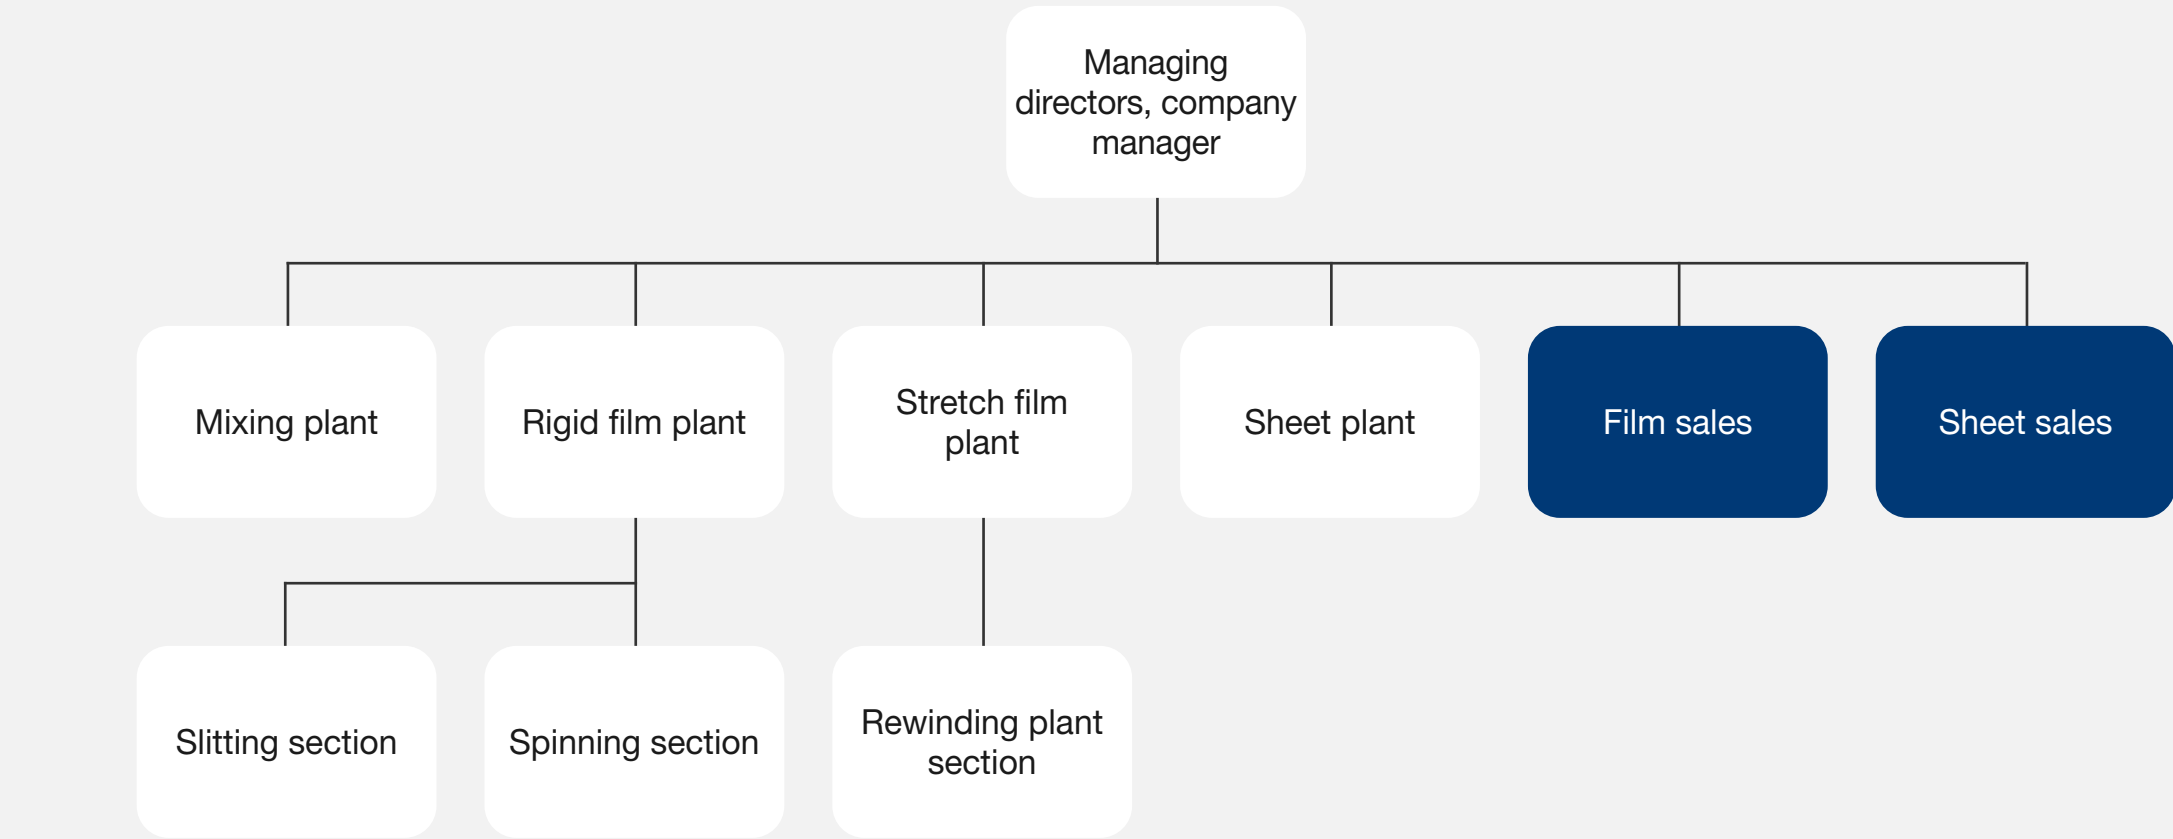 Managing
directors, company
manager
Mixing plant
Rigid film plant
Stretch film
plant
Sheet plant
Film sales
Sheet sales
Slitting section
Spinning section
Rewinding plant
section